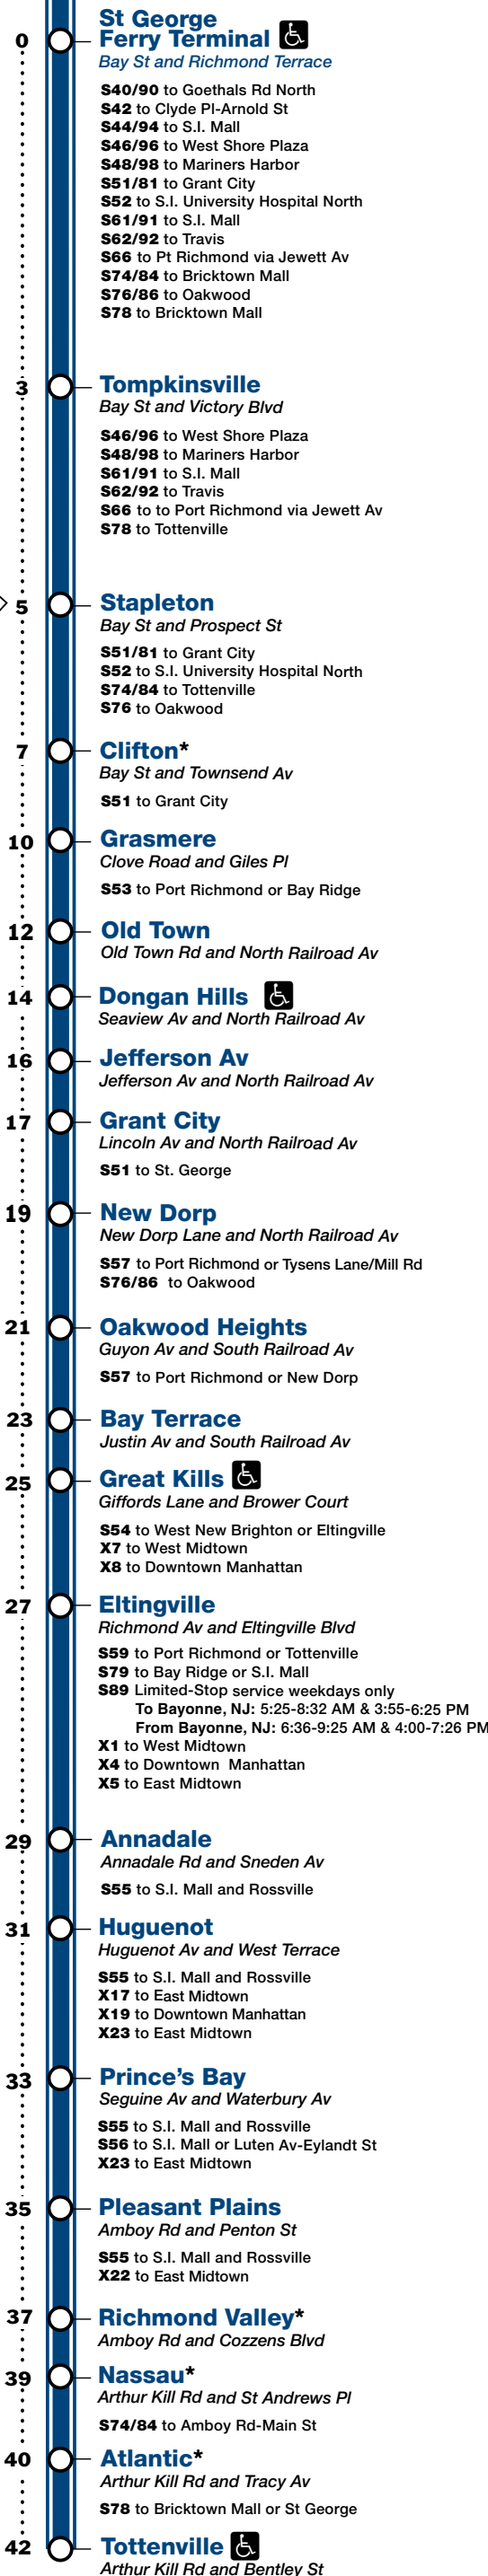 0
St George
Ferry Terminal
Bay St and Richmond Terrace
S40/90 to Goethals Rd North
S42 to Clyde Pl-Arnold St
S44/94 to S.I. Mall
S46/96 to West Shore Plaza
S48/98 to Mariners Harbor
S51/81 to Grant City
S52 to S.I. University Hospital North
S61/91 to S.I. Mall
S62/92 to Travis
S66 to Pt Richmond via Jewett Av
S74/84 to Bricktown Mall
S76/86 to Oakwood
S78 to Bricktown Mall
3 Tompkinsville
Bay St and Victory Blvd
S46/96 to West Shore Plaza
S48/98 to Mariners Harbor
S61/91 to S.I. Mall
S62/92 to Travis
S66 to to Port Richmond via Jewett Av
S78 to Tottenville
5 Stapleton
Bay St and Prospect St
S51/81 to Grant City
S52 to S.I. University Hospital North
S74/84 to Tottenville
S76 to Oakwood
7 Clifton*
Bay St and Townsend Av
S51 to Grant City
10 Grasmere
Clove Road and Giles Pl
S53 to Port Richmond or Bay Ridge
12 Old Town
Old Town Rd and North Railroad Av
14 Dongan Hills
Seaview Av and North Railroad Av
16 Jefferson Av
Jefferson Av and North Railroad Av
17 Grant City
Lincoln Av and North Railroad Av
S51 to St. George
19 New Dorp
New Dorp Lane and North Railroad Av
S57 to Port Richmond or Tysens Lane/Mill Rd
S76/86 to Oakwood
21 Oakwood Heights
Guyon Av and South Railroad Av
S57 to Port Richmond or New Dorp
23 Bay Terrace
Justin Av and South Railroad Av
25 Great Kills
Giffords Lane and Brower Court
S54 to West New Brighton or Eltingville
X7 to West Midtown
X8 to Downtown Manhattan
27 Eltingville
Richmond Av and Eltingville Blvd
S59 to Port Richmond or Tottenville
S79 to Bay Ridge or S.I. Mall
S89 Limited-Stop service weekdays only
To Bayonne, NJ: 5:25-8:32 AM & 3:55-6:25 PM
From Bayonne, NJ: 6:36-9:25 AM & 4:00-7:26 PM
X1 to West Midtown
X4 to Downtown Manhattan
X5 to East Midtown
29 Annadale
Annadale Rd and Sneden Av
S55 to S.I. Mall and Rossville
31 Huguenot
Huguenot Av and West Terrace
S55 to S.I. Mall and Rossville
X17 to East Midtown
X19 to Downtown Manhattan
X23 to East Midtown
33 Prince's Bay
Seguine Av and Waterbury Av
S55 to S.I. Mall and Rossville
S56 to S.I. Mall or Luten Av-Eylandt St
X23 to East Midtown
35 Pleasant Plains
Amboy Rd and Penton St
S55 to S.I. Mall and Rossville
X22 to East Midtown
37 Richmond Valley*
Amboy Rd and Cozzens Blvd
39 Nassau*
Arthur Kill Rd and St Andrews Pl
S74/84 to Amboy Rd-Main St
40 Atlantic*
Arthur Kill Rd and Tracy Av
S78 to Bricktown Mall or St George
42 Tottenville
Arthur Kill Rd and Bentley St